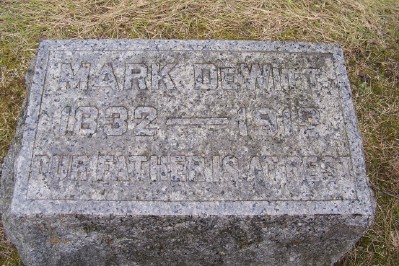 MARK DEWITT
1832 — 1912
OUR FATHER IS AT REST